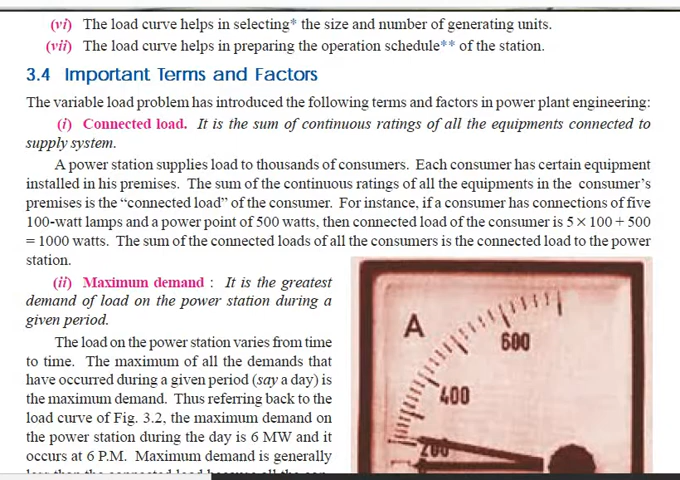 (vi) The load curve helps in selecting* the size and number of generating units.
(vii) The load curve helps in preparing the operation schedule** of the station.
3.4 Important Terms and Factors
The variable load problem has introduced the following terms and factors in power plant engineering:
(i) Connected load. It is the sum of continuous ratings of all the equipments connected to
supply system.
A power station supplies load to thousands of consumers. Each consumer has certain equipment
installed in his premises. The sum of the continuous ratings of all the equipments in the consumer's
premises is the “connected load” of the consumer. For instance, if a consumer has connections of five
100-watt lamps and a power point of 500 watts, then connected load of the consumer is 5 × 100 + 500
= 1000 watts. The sum of the connected loads of all the consumers is the connected load to the power
station.
(ii) Maximum demand : It is the greatest
demand of load on the power station during a
given period.
The load on the power station varies from time
to time. The maximum of all the demands that
have occurred during a given period (say a day) is
the maximum demand. Thus referring back to the
load curve of Fig. 3.2, the maximum demand on
the power station during the day is 6 MW and it
occurs at 6 P.M. Maximum demand is generally
less than the connected load because all the con-
A
600
400
200